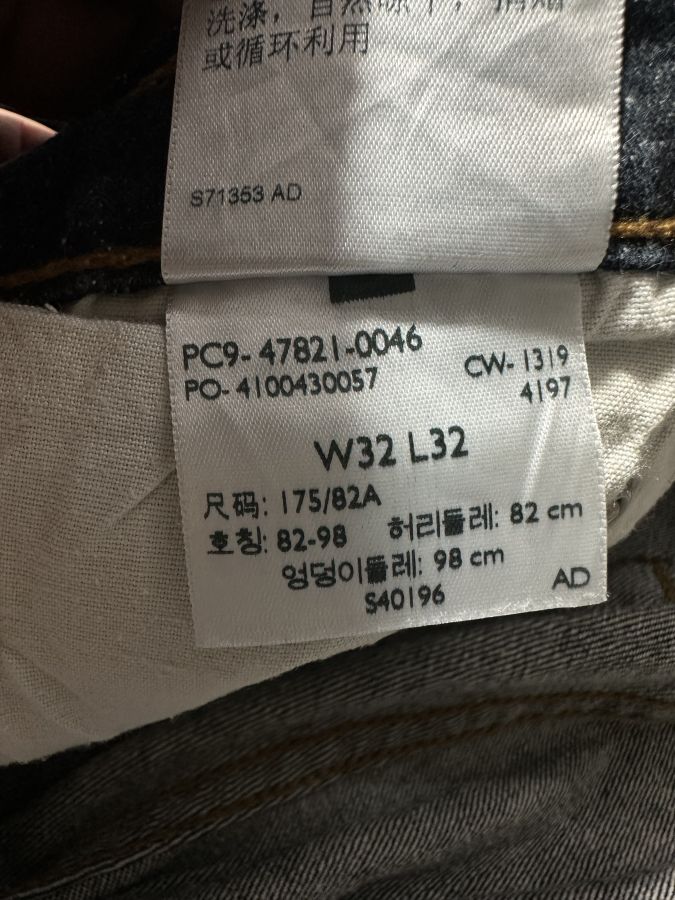 洗涤，自然晾干，捐赠
或循环利用
S71353 AD
PC9- 47821-0046
PO- 4100430057
CW- 1319
4197
W32 L32
尺码: 175/82A
호칭: 82-98 허리둘레: 82 cm
엉덩이둘레: 98 cm
S40196
AD